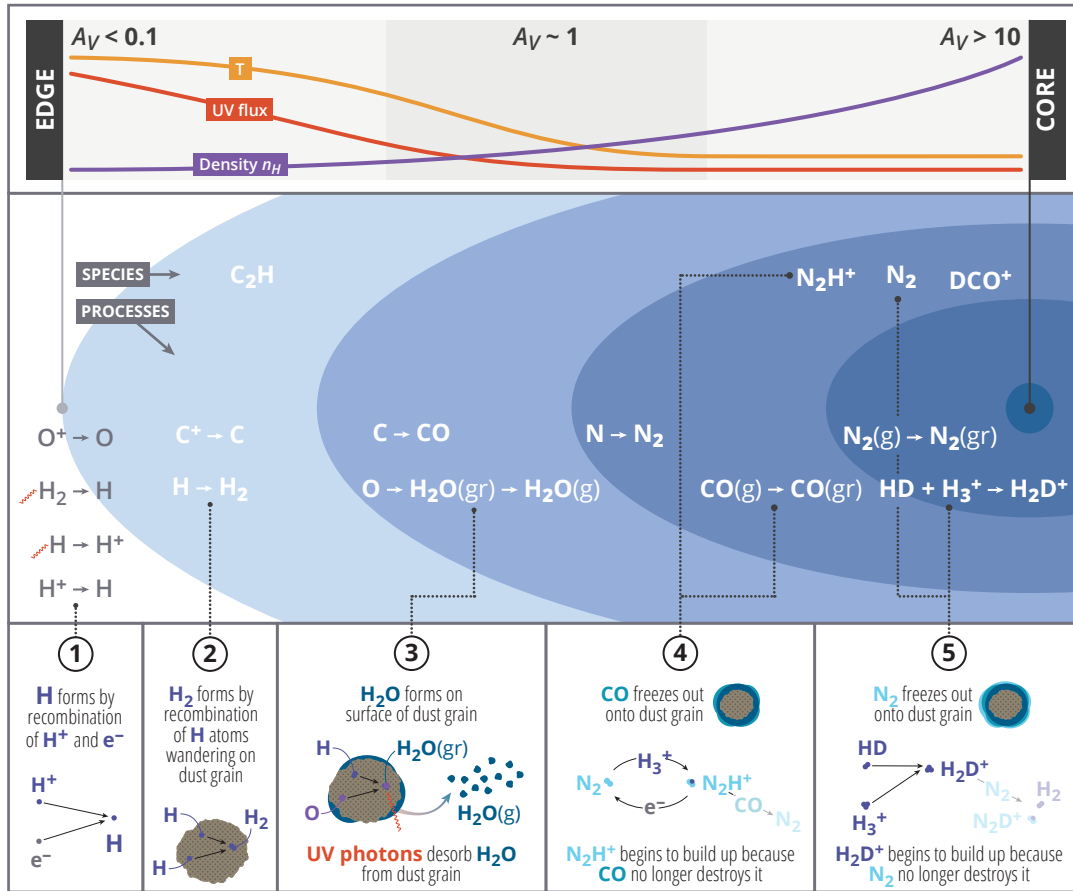 EDGE
A_V < 0.1
A_V ~ 1
A_V > 10
CORE
T
UV flux
Density n_H
SPECIES
PROCESSES
C₂H
N₂H⁺
N₂
DCO⁺
O⁺ → O
C⁺ → C
C → CO
N → N₂
N₂(g) → N₂(gr)
H₂ → H
H → H₂
O → H₂O(gr) → H₂O(g)
CO(g) → CO(gr)
HD + H₃⁺ → H₂D⁺
H → H⁺
H⁺ → H
1
H forms by
recombination
of H⁺ and e⁻
H⁺
e⁻
H
2
H₂ forms by
recombination
of H atoms
wandering on
dust grain
H
H₂
H
3
H₂O forms on
surface of dust grain
H
H₂O(gr)
O
H₂O(g)
UV photons desorb H₂O
from dust grain
4
CO freezes out
onto dust grain
N₂
H₃⁺
e⁻
N₂H⁺
CO
N₂
N₂H⁺ begins to build up because
CO no longer destroys it
5
N₂ freezes out
onto dust grain
HD
H₃⁺
H₂D⁺
N₂
H₂
N₂D⁺
H₂D⁺ begins to build up because
N₂ no longer destroys it